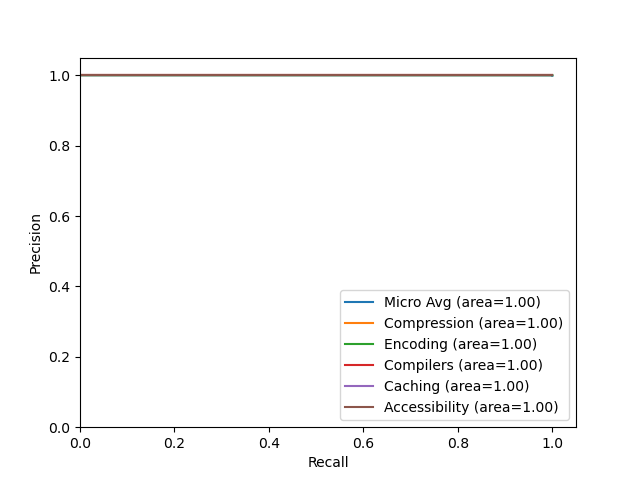 1.0
0.8
0.6
0.4
0.2
0.0
Precision
0.0 0.2 0.4 0.6 0.8 1.0
Recall
Micro Avg (area=1.00)
Compression (area=1.00)
Encoding (area=1.00)
Compilers (area=1.00)
Caching (area=1.00)
Accessibility (area=1.00)